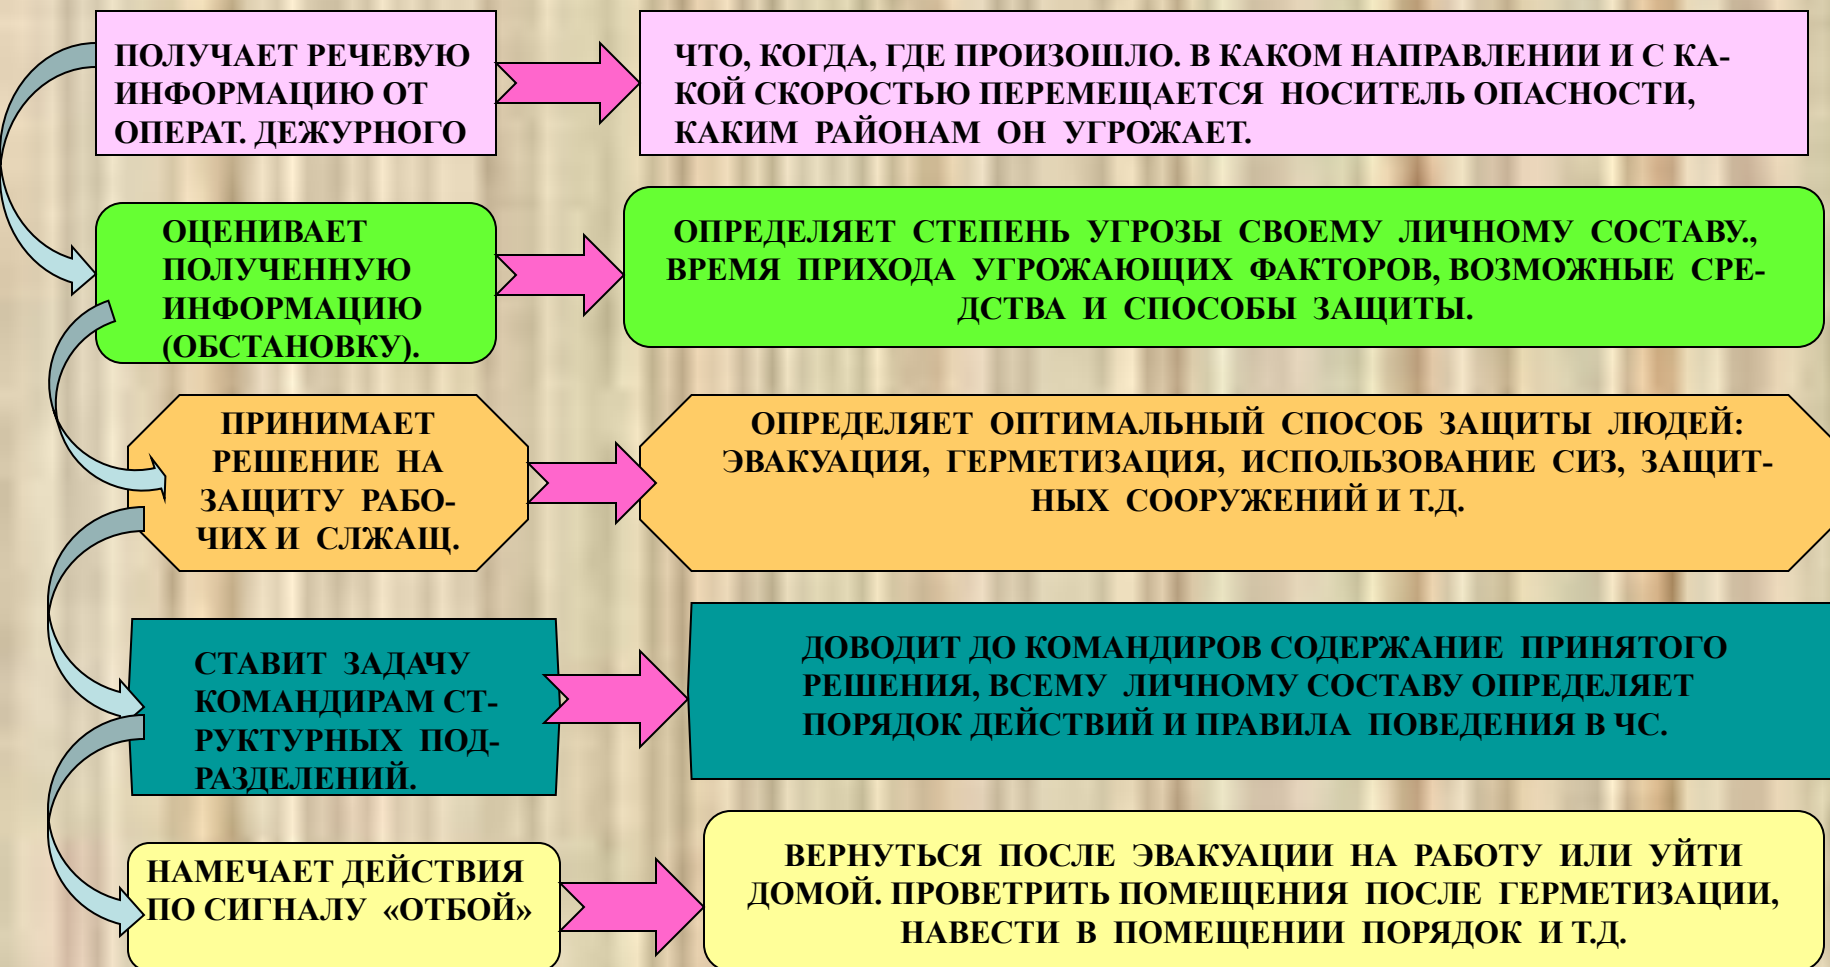 ПОЛУЧАЕТ РЕЧЕВУЮ
ИНФОРМАЦИЮ ОТ
ОПЕРАТ. ДЕЖУРНОГО
ЧТО, КОГДА, ГДЕ ПРОИЗОШЛО. В КАКОМ НАПРАВЛЕНИИ И С КА-
КОЙ СКОРОСТЬЮ ПЕРЕМЕЩАЕТСЯ НОСИТЕЛЬ ОПАСНОСТИ,
КАКИМ РАЙОНАМ ОН УГРОЖАЕТ.
ОЦЕНИВАЕТ
ПОЛУЧЕННУЮ
ИНФОРМАЦИЮ
(ОБСТАНОВКУ).
ОПРЕДЕЛЯЕТ СТЕПЕНЬ УГРОЗЫ СВОЕМУ ЛИЧНОМУ СОСТАВУ.,
ВРЕМЯ ПРИХОДА УГРОЖАЮЩИХ ФАКТОРОВ, ВОЗМОЖНЫЕ СРЕ-
ДСТВА И СПОСОБЫ ЗАЩИТЫ.
ПРИНИМАЕТ
РЕШЕНИЕ НА
ЗАЩИТУ РАБО-
ЧИХ И СЛЖАЩ.
ОПРЕДЕЛЯЕТ ОПТИМАЛЬНЫЙ СПОСОБ ЗАЩИТЫ ЛЮДЕЙ:
ЭВАКУАЦИЯ, ГЕРМЕТИЗАЦИЯ, ИСПОЛЬЗОВАНИЕ СИЗ, ЗАЩИТ-
НЫХ СООРУЖЕНИЙ И Т.Д.
СТАВИТ ЗАДАЧУ
КОМАНДИРАМ СТ-
РУКТУРНЫХ ПОД-
РАЗДЕЛЕНИЙ.
ДОВОДИТ ДО КОМАНДИРОВ СОДЕРЖАНИЕ ПРИНЯТОГО
РЕШЕНИЯ, ВСЕМУ ЛИЧНОМУ СОСТАВУ ОПРЕДЕЛЯЕТ
ПОРЯДОК ДЕЙСТВИЙ И ПРАВИЛА ПОВЕДЕНИЯ В ЧС.
НАМЕЧАЕТ ДЕЙСТВИЯ
ПО СИГНАЛУ «ОТБОЙ»
ВЕРНУТЬСЯ ПОСЛЕ ЭВАКУАЦИИ НА РАБОТУ ИЛИ УЙТИ
ДОМОЙ. ПРОВЕТРИТЬ ПОМЕЩЕНИЯ ПОСЛЕ ГЕРМЕТИЗАЦИИ,
НАВЕСТИ В ПОМЕЩЕНИИ ПОРЯДОК И Т.Д.